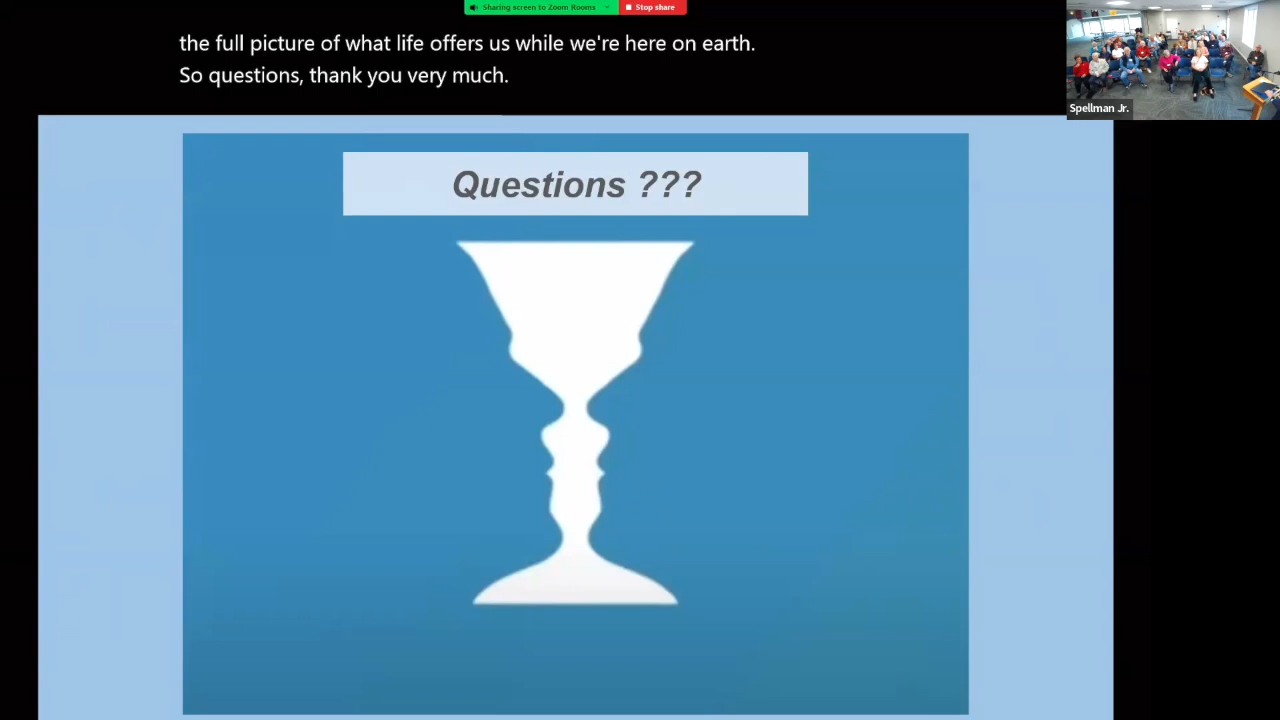 Sharing screen to Zoom Rooms
Stop share
the full picture of what life offers us while we're here on earth.
So questions, thank you very much.
Spellman Jr.
Questions ???